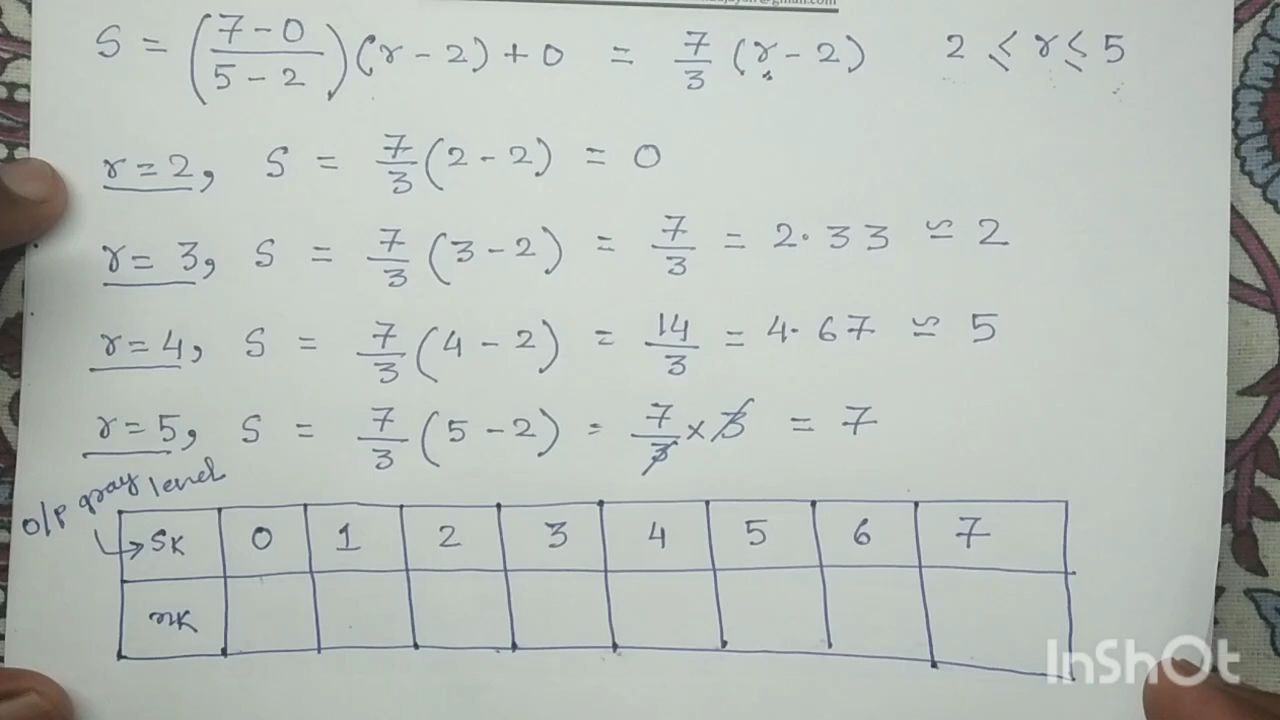 @gmail.com
S = (7-0/5-2)(r-2)+0 = 7/3 (r-2) 2 ≤ r ≤ 5
r=2, S = 7/3 (2-2) = 0
r=3, S = 7/3 (3-2) = 7/3 = 2.33 ≃ 2
r=4, S = 7/3 (4-2) = 14/3 = 4.67 ≃ 5
r=5, S = 7/3 (5-2) = 7/3 × 3 = 7
O/P gray level
SK 0 1 2 3 4 5 6 7
nK
InShOt